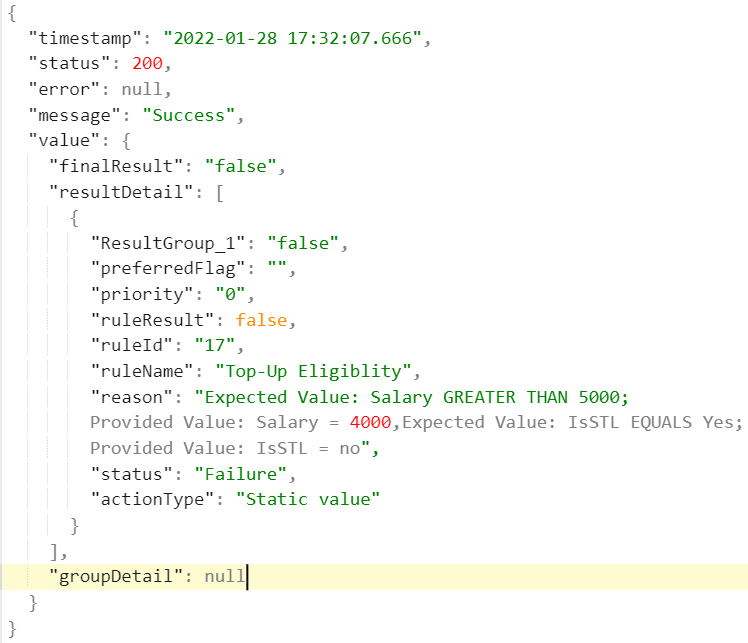 {
"timestamp": "2022-01-28 17:32:07.666",
"status": 200,
"error": null,
"message": "Success",
"value": {
"finalResult": "false",
"resultDetail": [
{
"ResultGroup_1": "false",
"preferredFlag": "",
"priority": "0",
"ruleResult": false,
"ruleId": "17",
"ruleName": "Top-Up Eligiblity",
"reason": "Expected Value: Salary GREATER THAN 5000;
Provided Value: Salary = 4000,Expected Value: IsSTL EQUALS Yes;
Provided Value: IsSTL = no",
"status": "Failure",
"actionType": "Static value"
}
],
"groupDetail": null
}
}